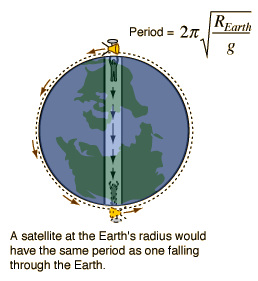 Period = 2π√(R_Earth / g)
A satellite at the Earth's radius would
have the same period as one falling
through the Earth.